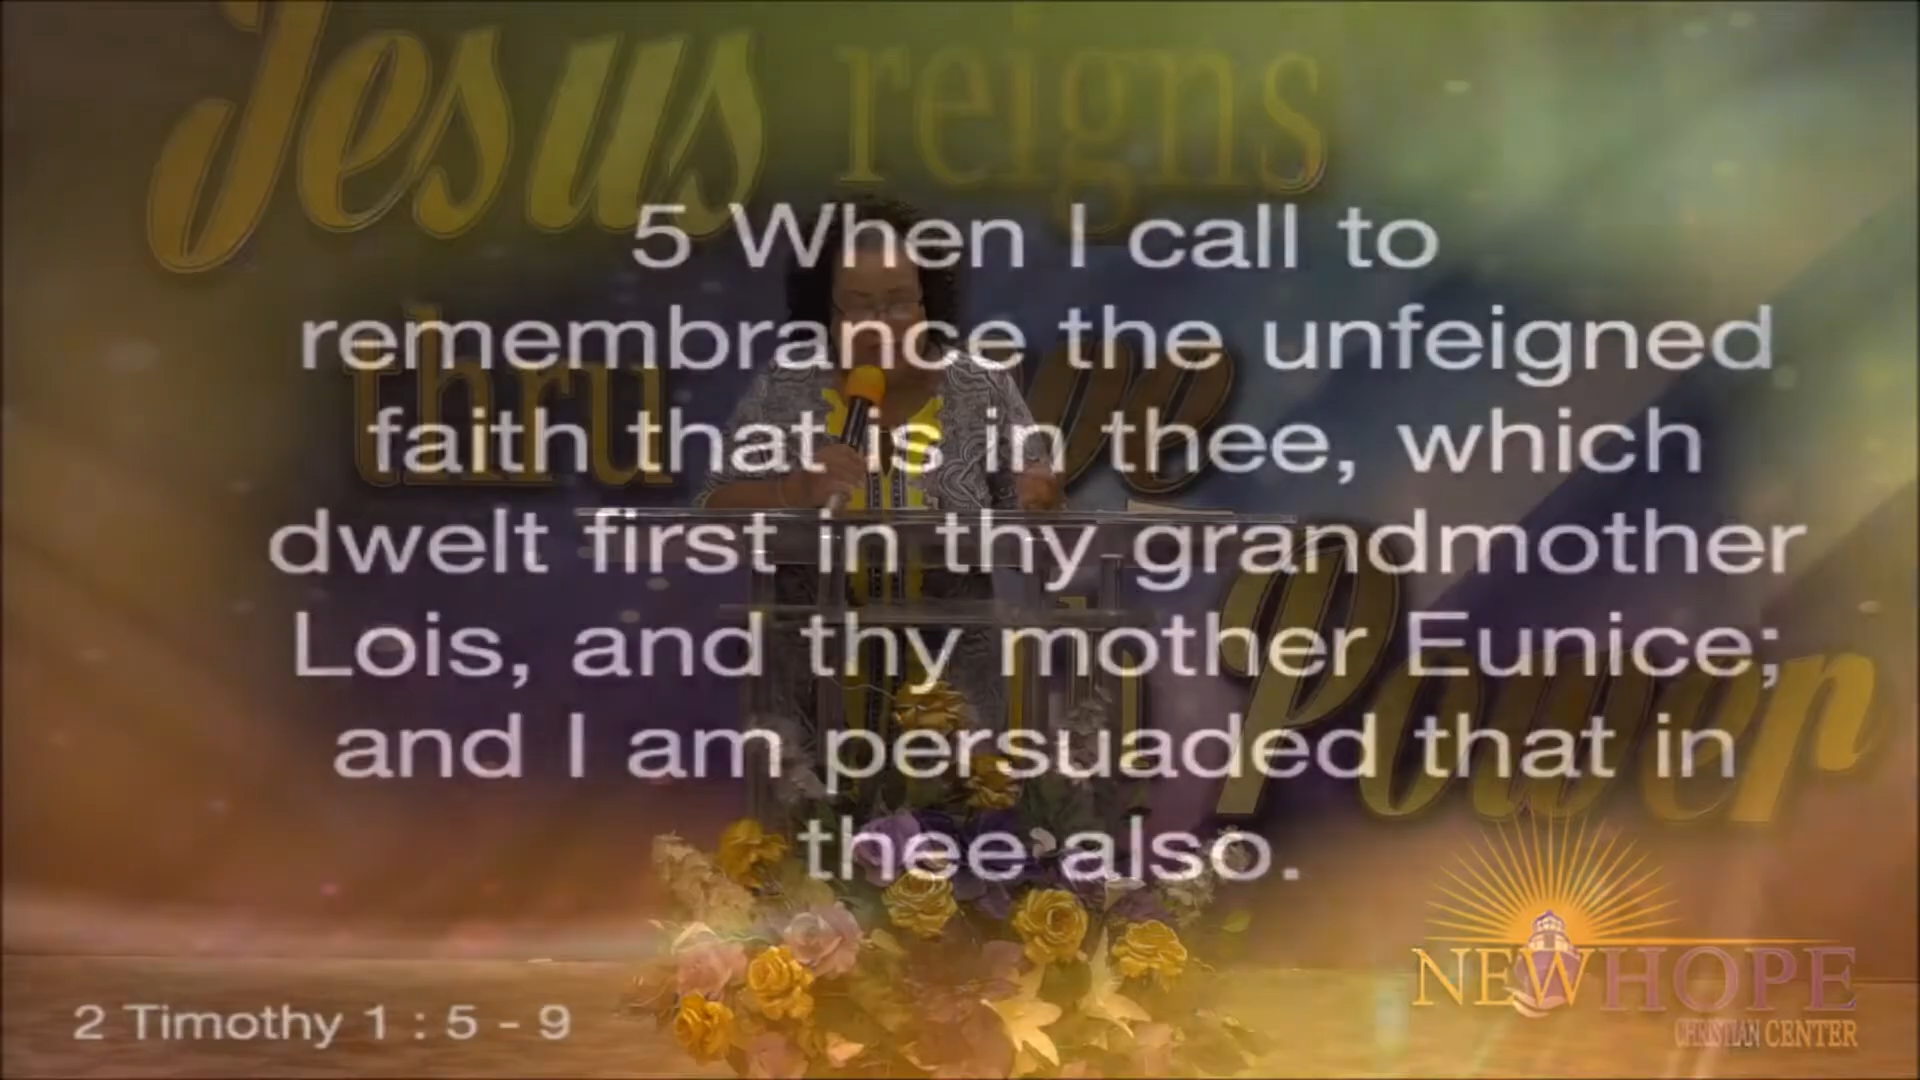 Jesus reigns
5 When I call to
remembrance the unfeigned
thru
faith that is in thee, which
dwelt first in thy grandmother
Lois, and thy mother Eunice;
Power
and I am persuaded that in
thee also.
NEW HOPE
CHRISTIAN CENTER
2 Timothy 1 : 5 - 9